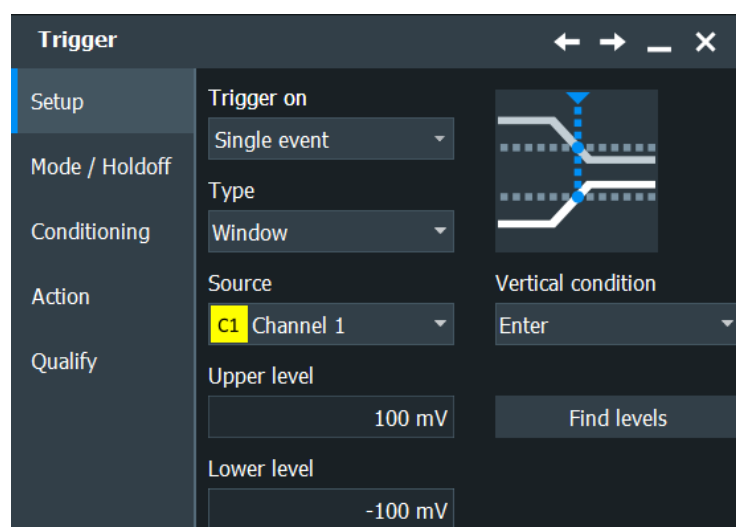 Trigger
Setup
Mode / Holdoff
Conditioning
Action
Qualify
Trigger on
Single event
Type
Window
Source
C1 Channel 1
Vertical condition
Enter
Upper level
100 mV
Find levels
Lower level
-100 mV